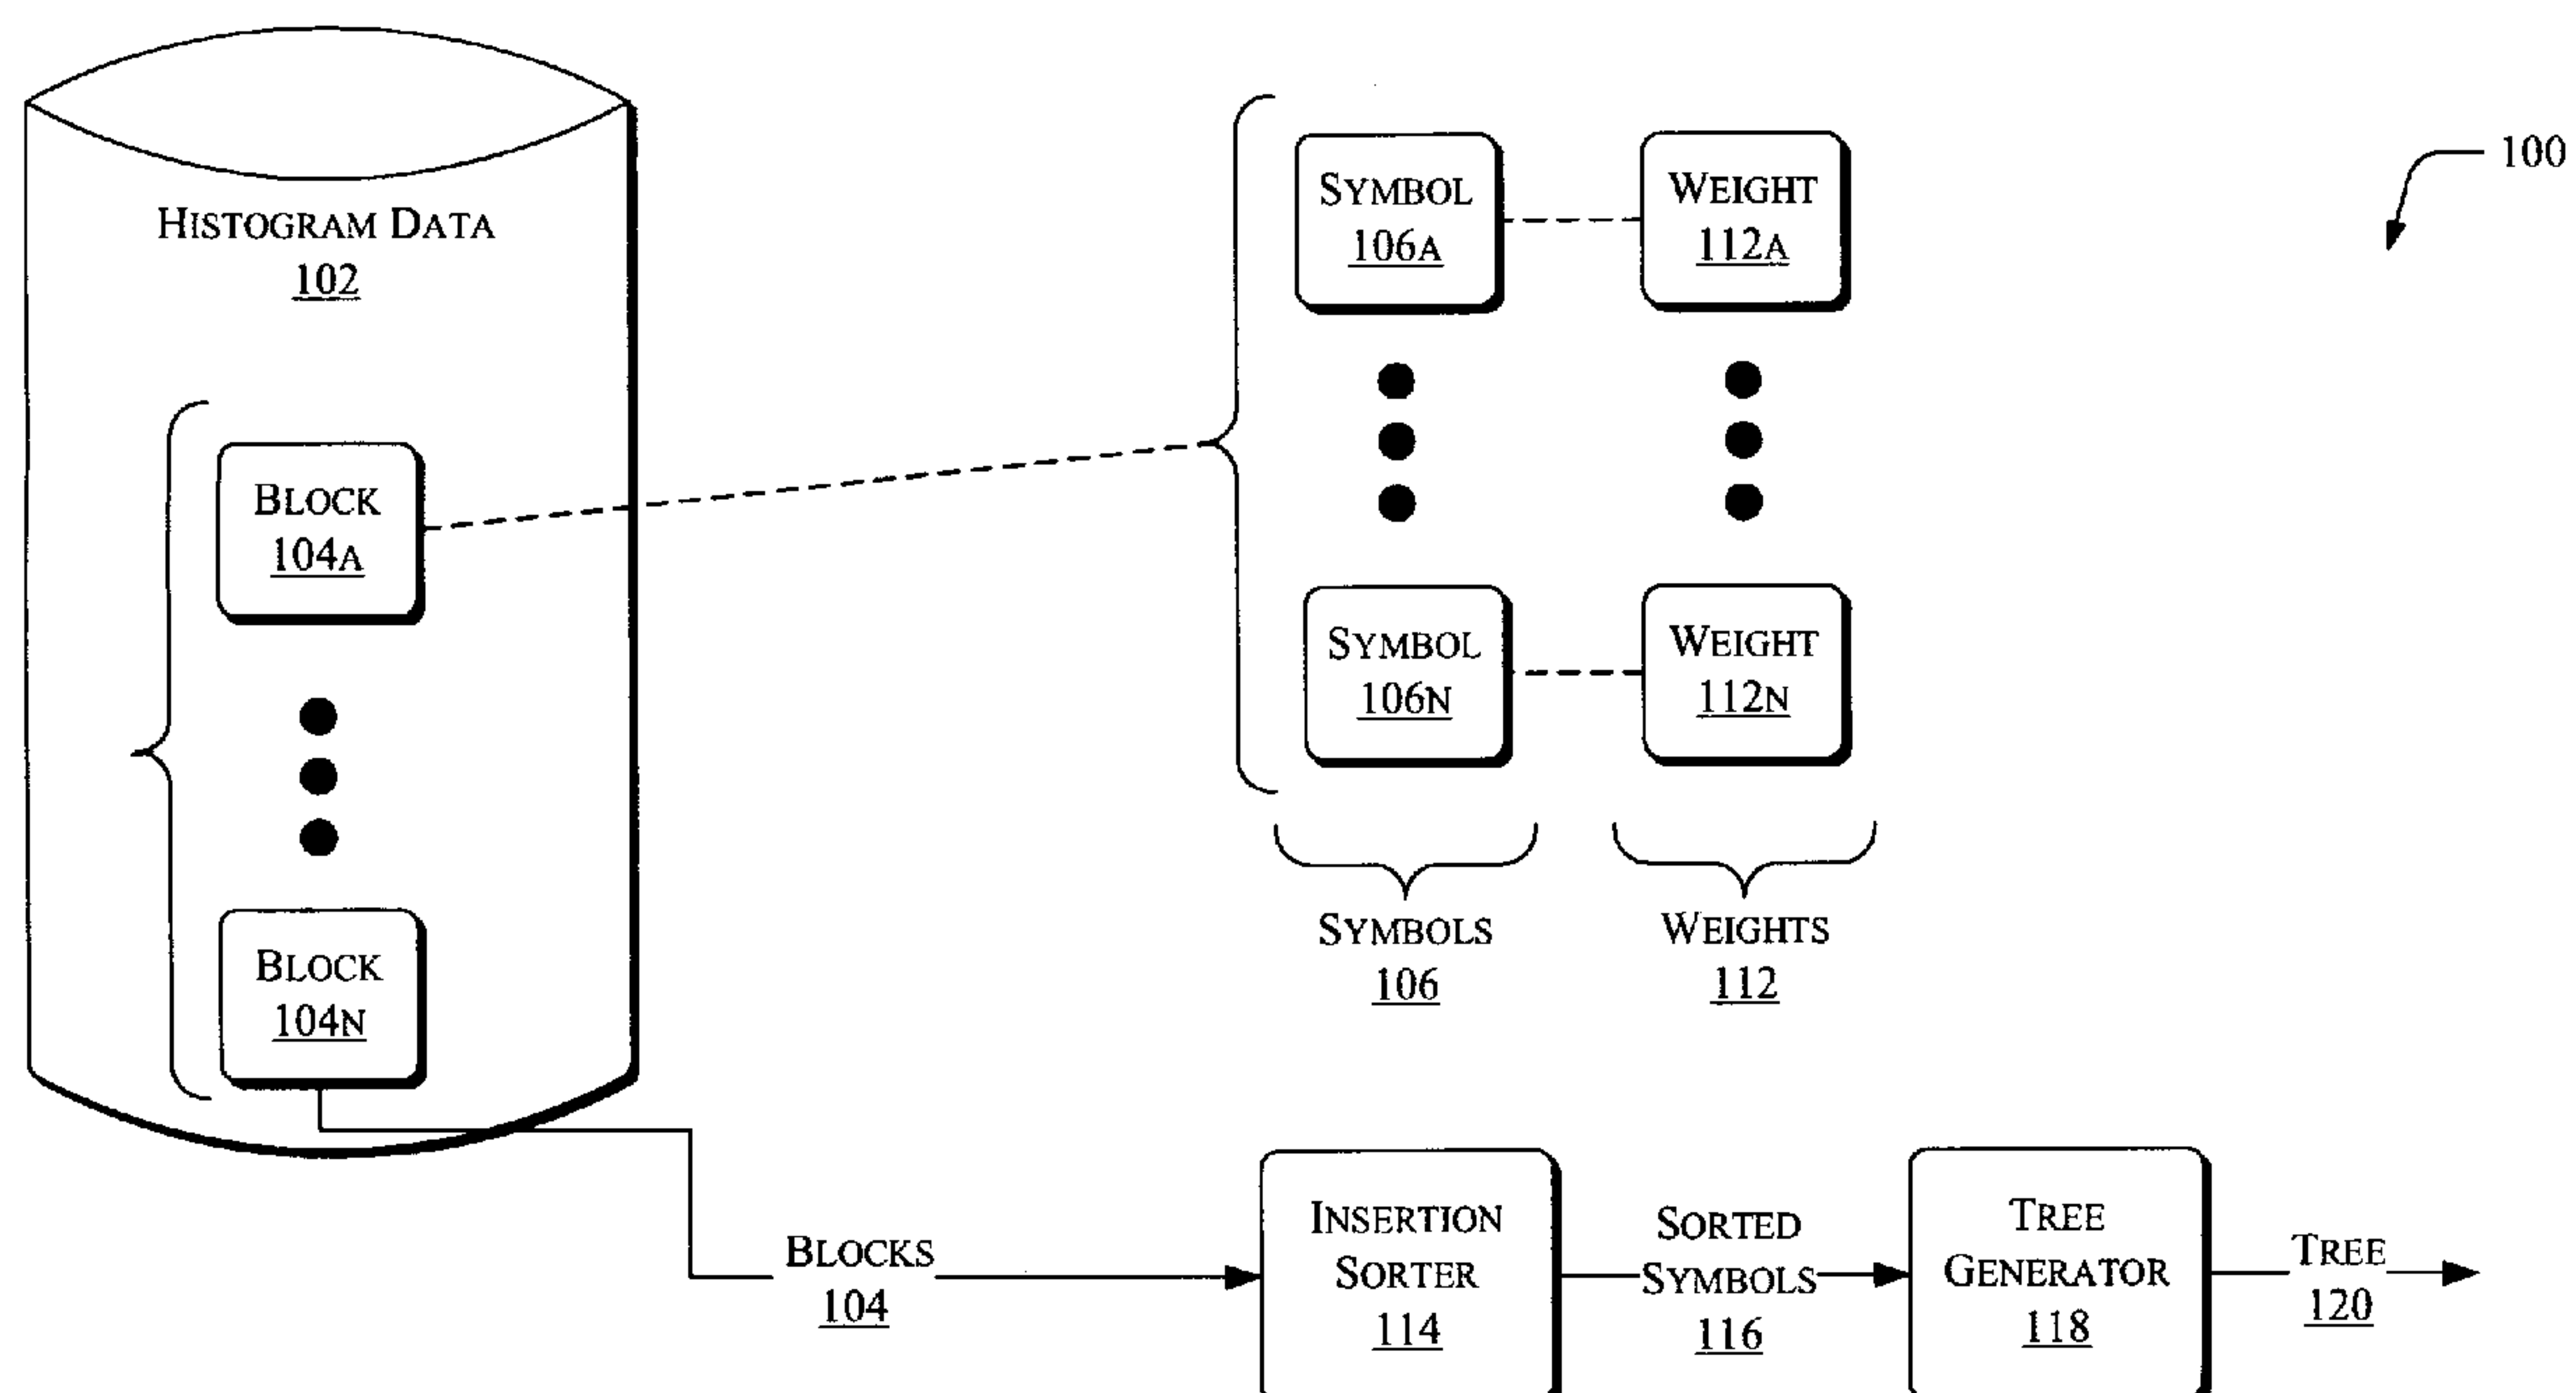 HISTOGRAM DATA
102
BLOCK
104A
BLOCK
104N
SYMBOL
106A
WEIGHT
112A
SYMBOL
106N
WEIGHT
112N
SYMBOLS
106
WEIGHTS
112
100
BLOCKS
104
INSERTION
SORTER
114
SORTED
SYMBOLS
116
TREE
GENERATOR
118
TREE
120